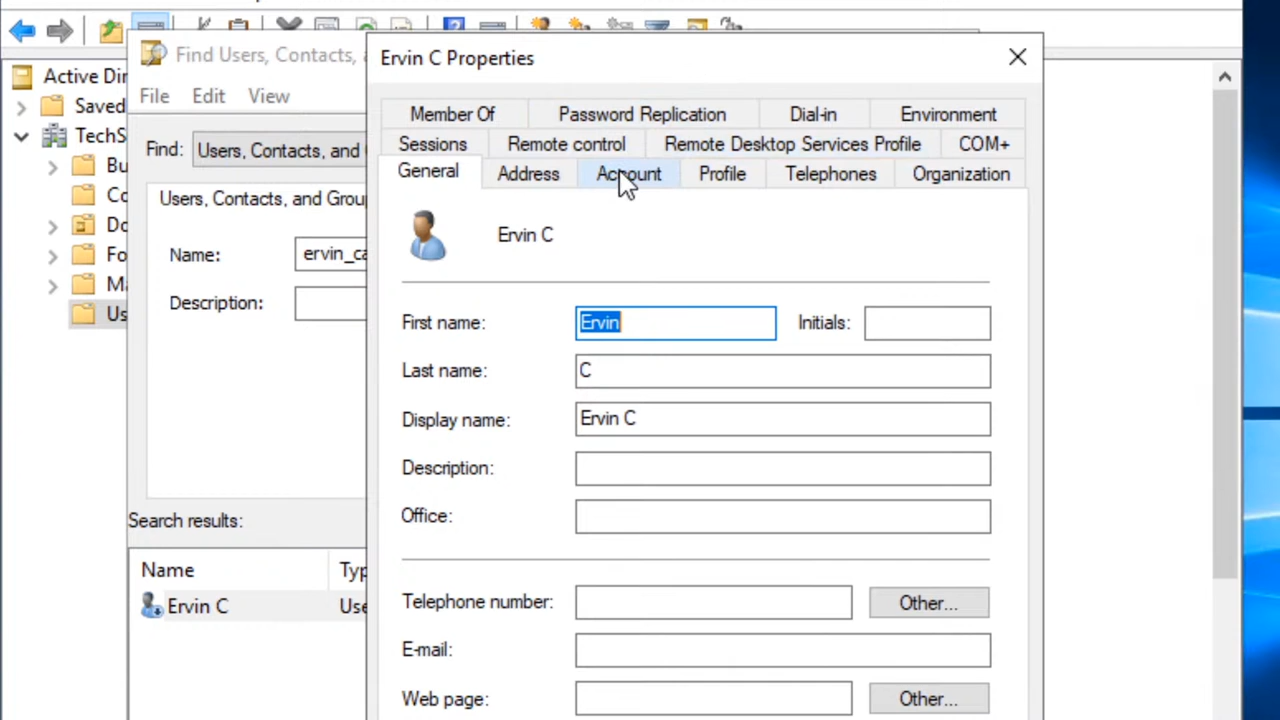 Find Users, Contacts, a
Ervin C Properties
Active Dir
File Edit View
Saved
Member Of Password Replication Dial-in Environment
TechS
Find: Users, Contacts, and
Sessions Remote control Remote Desktop Services Profile COM+
General Address Account Profile Telephones Organization
Bu
Co
Users, Contacts, and Grou
Do
Ervin C
Name: ervin_ca
Fo
Ma
Description:
Us
First name: Ervin Initials:
Last name: C
Display name: Ervin C
Description:
Office:
Search results:
Name Typ
Ervin C Use
Telephone number: Other...
E-mail:
Web page: Other...